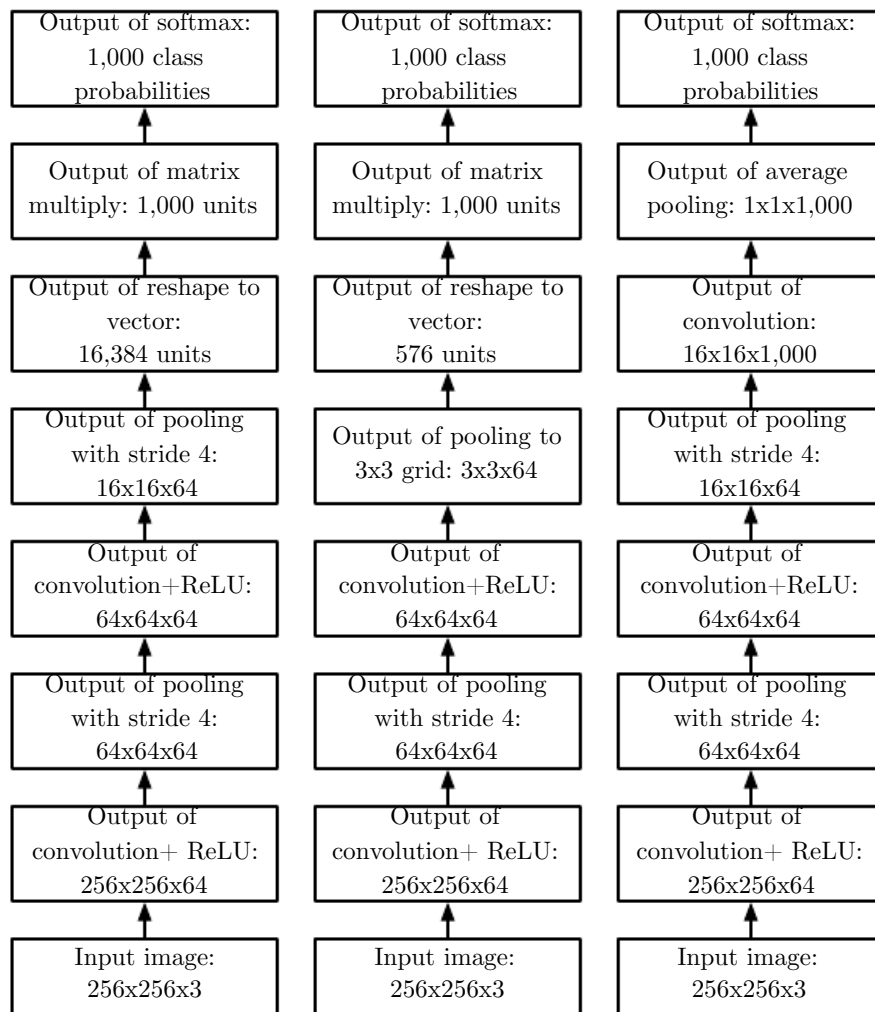 Output of softmax:
1,000 class
probabilities
Output of matrix
multiply: 1,000 units
Output of reshape to
vector:
16,384 units
Output of pooling
with stride 4:
16x16x64
Output of
convolution+ReLU:
64x64x64
Output of pooling
with stride 4:
64x64x64
Output of
convolution+ ReLU:
256x256x64
Input image:
256x256x3
Output of softmax:
1,000 class
probabilities
Output of matrix
multiply: 1,000 units
Output of reshape to
vector:
576 units
Output of pooling to
3x3 grid: 3x3x64
Output of
convolution+ReLU:
64x64x64
Output of pooling
with stride 4:
64x64x64
Output of
convolution+ ReLU:
256x256x64
Input image:
256x256x3
Output of softmax:
1,000 class
probabilities
Output of average
pooling: 1x1x1,000
Output of
convolution:
16x16x1,000
Output of pooling
with stride 4:
16x16x64
Output of
convolution+ReLU:
64x64x64
Output of pooling
with stride 4:
64x64x64
Output of
convolution+ ReLU:
256x256x64
Input image:
256x256x3